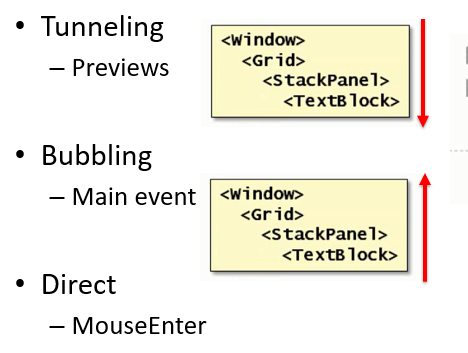 • Tunneling
– Previews
<Window>
<Grid>
<StackPanel>
<TextBlock>
• Bubbling
– Main event
<Window>
<Grid>
<StackPanel>
<TextBlock>
• Direct
– MouseEnter